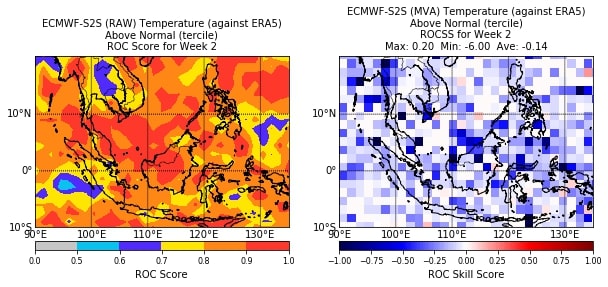 ECMWF-S2S (RAW) Temperature (against ERA5)
Above Normal (tercile)
ROC Score for Week 2
10°N
0°
10°S
90°E 100°E 110°E 120°E 130°E
0.0 0.5 0.6 0.7 0.8 0.9 1.0
ROC Score
ECMWF-S2S (MVA) Temperature (against ERA5)
Above Normal (tercile)
ROCSS for Week 2
Max: 0.20 Min: -6.00 Ave: -0.14
10°N
0°
10°S
90°E 100°E 110°E 120°E 130°E
−1.00 −0.75 −0.50 −0.25 0.00 0.25 0.50 0.75 1.00
ROC Skill Score